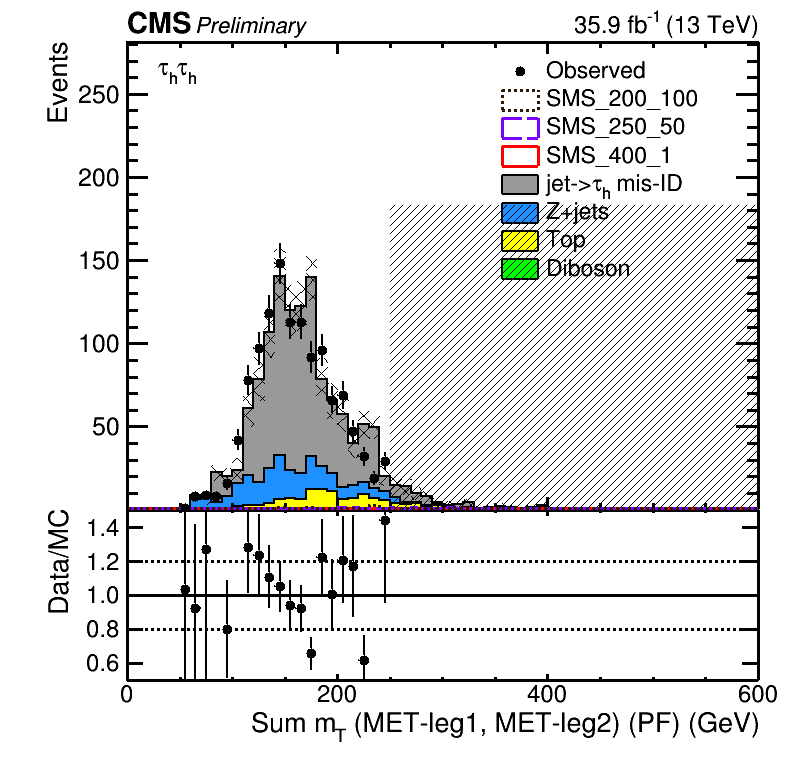 CMS Preliminary 35.9 fb⁻¹ (13 TeV)
Events
τhτh
Observed
SMS_200_100
SMS_250_50
SMS_400_1
jet->τh mis-ID
Z+jets
Top
Diboson
250
200
150
100
50
Data/MC
1.4
1.2
1.0
0.8
0.6
0 200 400 600
Sum mT (MET-leg1, MET-leg2) (PF) (GeV)